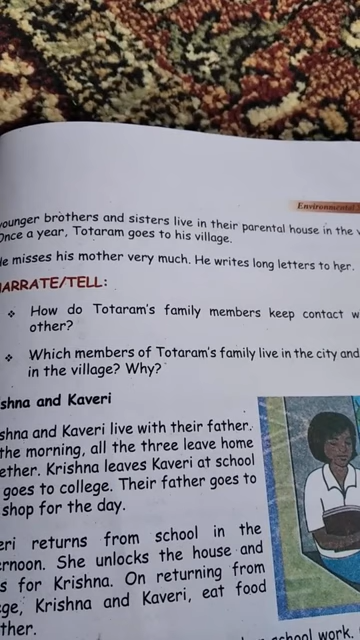 Environmental
younger brothers and sisters live in their parental house in the
Once a year, Totaram goes to his village.
He misses his mother very much. He writes long letters to her.
NARRATE/TELL:
❖ How do Totaram's family members keep contact
other?
❖ Which members of Totaram's family live in the city and
in the village? Why?
shna and Kaveri
shna and Kaveri live with their father.
the morning, all the three leave home
ether. Krishna leaves Kaveri at school
goes to college. Their father goes to
shop for the day.
eri returns from school in the
ernoon. She unlocks the house and
s for Krishna. On returning from
ege, Krishna and Kaveri, eat food
ther.
school work.